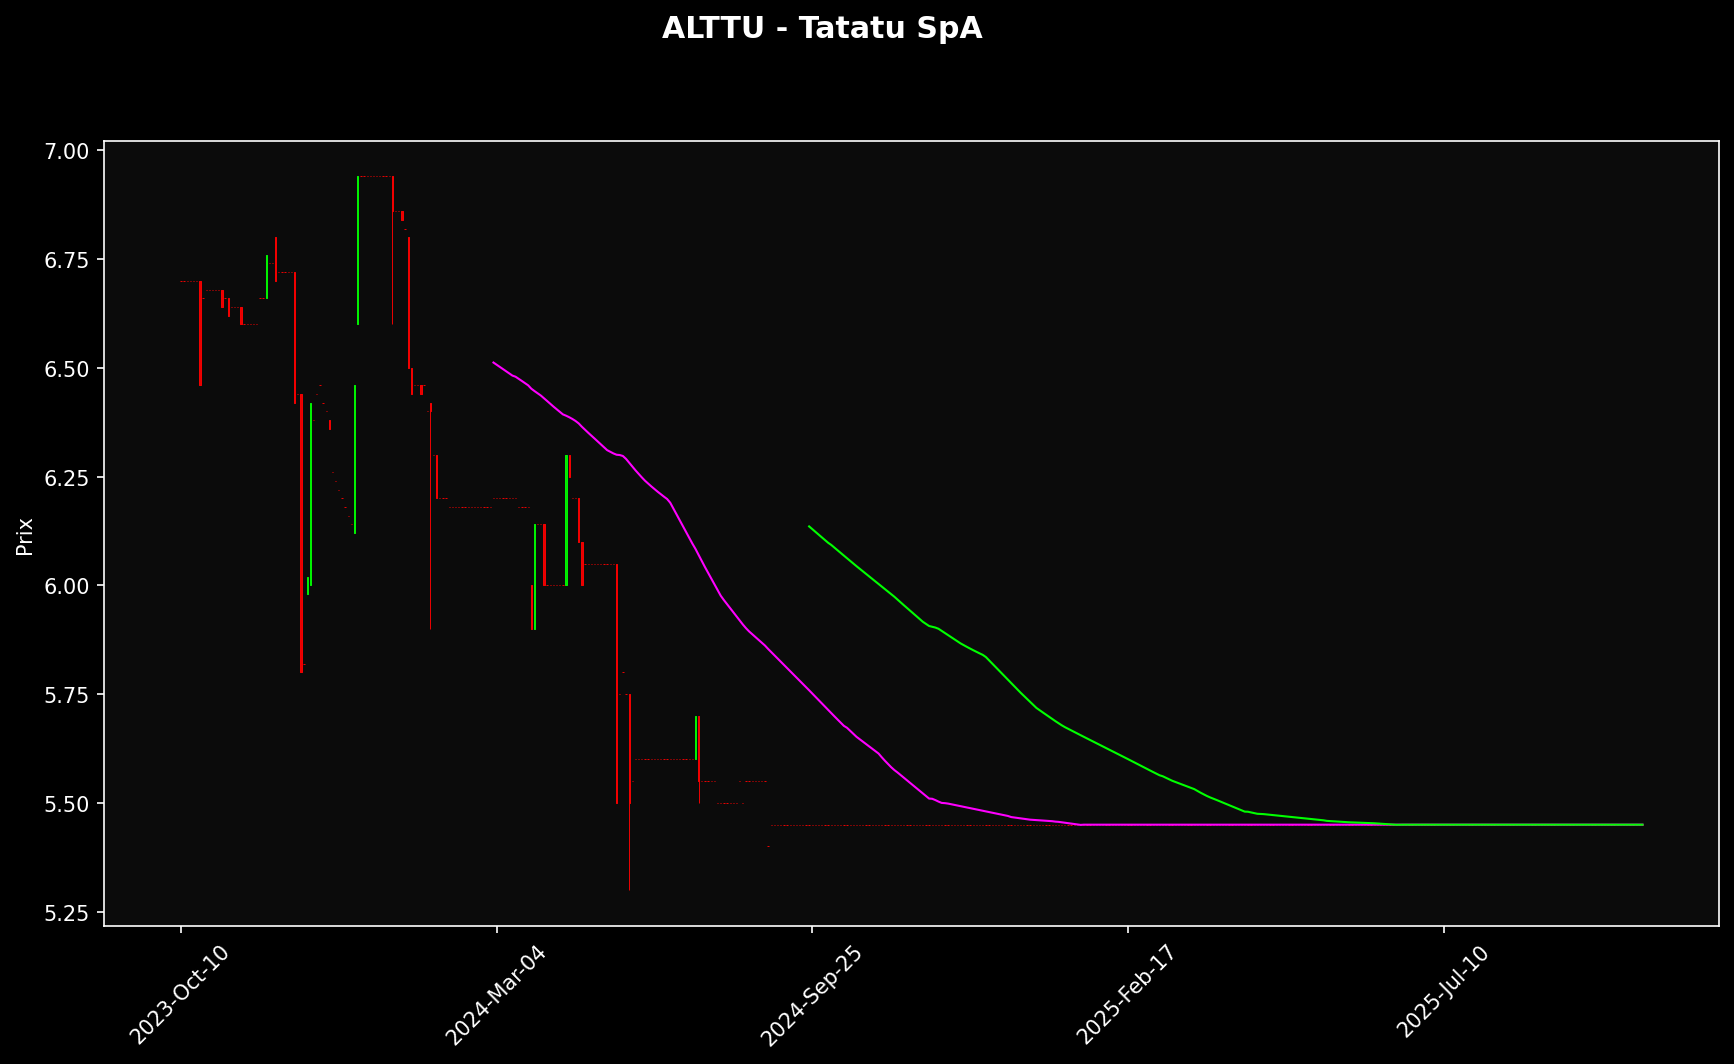 ALTTU - Tatatu SpA
Prix
7.00
6.75
6.50
6.25
6.00
5.75
5.50
5.25
2023-Oct-10
2024-Mar-04
2024-Sep-25
2025-Feb-17
2025-Jul-10